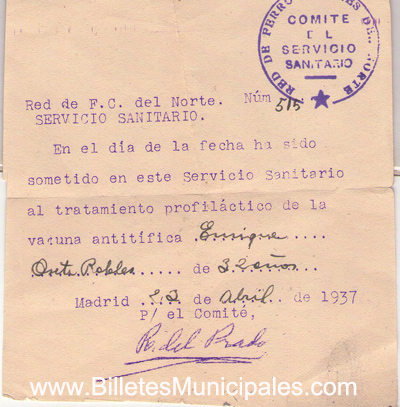 RED DE FERRO
ES DEL NORTE
COMITE
DEL
SERVICIO
SANITARIO
Red de F.C. del Norte. Núm 515
SERVICIO SANITARIO.
En el día de la fecha ha sido
sometido en este Servicio Sanitario
al tratamiento profiláctico de la
vacuna antitífica .Enrique ....
Robles..... de 32 años...
Madrid . de Abril.. de 1937
P/ el Comité,
R. del Prado
www.BilletesMunicipales.com